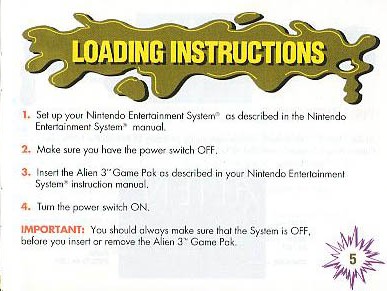 LOADING INSTRUCTIONS
1. Set up your Nintendo Entertainment System® as described in the Nintendo
Entertainment System® manual.
2. Make sure you have the power switch OFF.
3. Insert the Alien 3™ Game Pak as described in your Nintendo Entertainment
System® instruction manual.
4. Turn the power switch ON.
IMPORTANT: You should always make sure that the System is OFF,
before you insert or remove the Alien 3™ Game Pak.
5